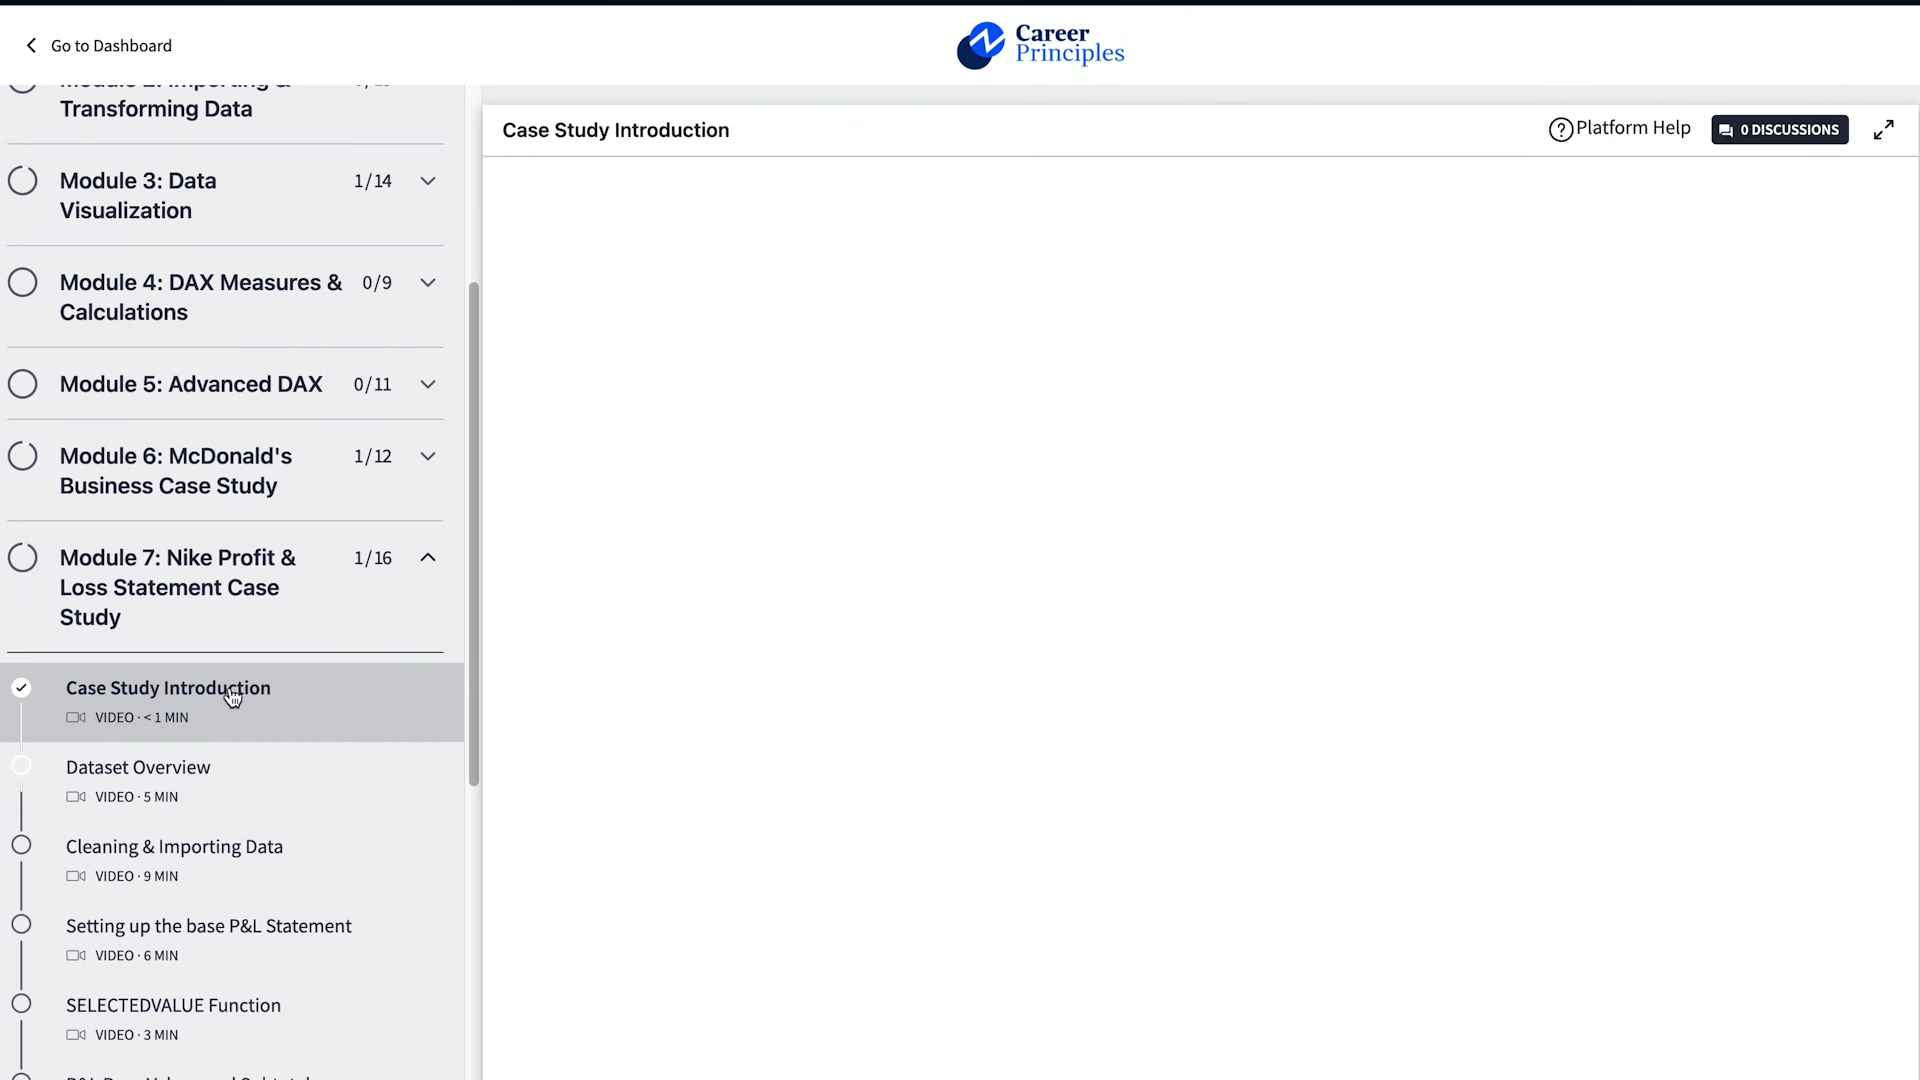 Go to Dashboard
Career
Principles
Transforming Data
Module 3: Data
Visualization
1/14
Module 4: DAX Measures &
Calculations
0/9
Module 5: Advanced DAX
0/11
Module 6: McDonald's
Business Case Study
1/12
Module 7: Nike Profit &
Loss Statement Case
Study
1/16
Case Study Introduction
VIDEO · < 1 MIN
Dataset Overview
VIDEO · 5 MIN
Cleaning & Importing Data
VIDEO · 9 MIN
Setting up the base P&L Statement
VIDEO · 6 MIN
SELECTEDVALUE Function
VIDEO · 3 MIN
Case Study Introduction
Platform Help
0 DISCUSSIONS